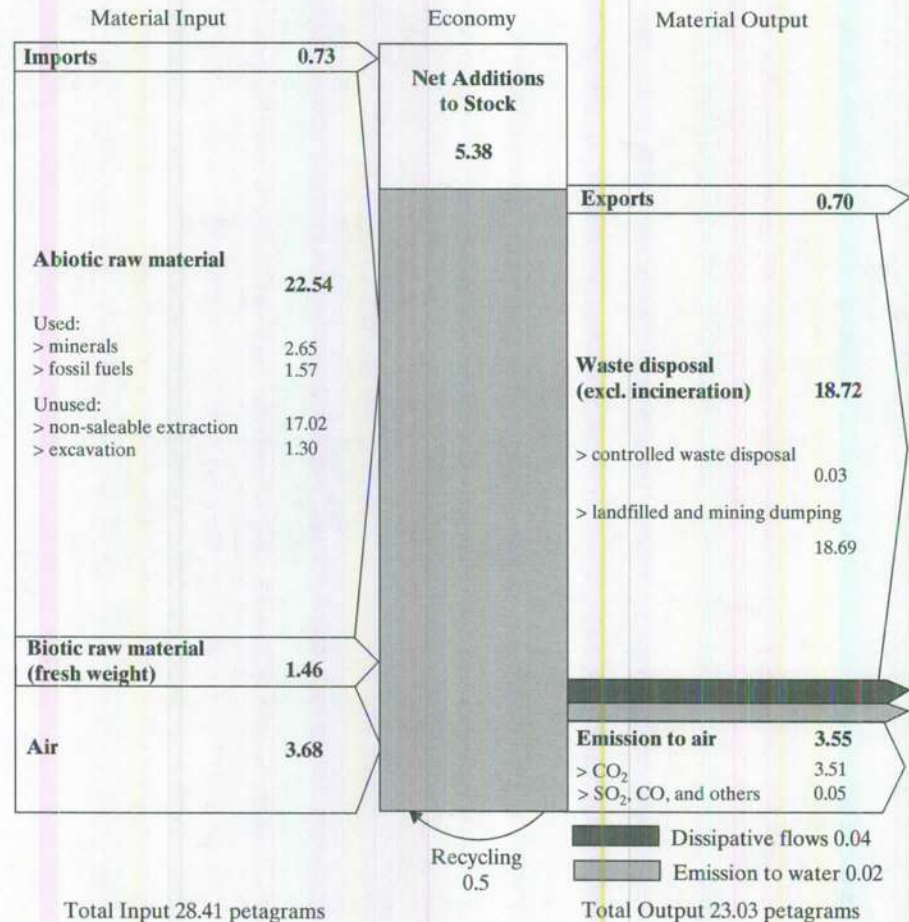 Material Input
Economy
Material Output
Imports 0.73
Abiotic raw material
22.54
Used:
> minerals 2.65
> fossil fuels 1.57
Unused:
> non-saleable extraction 17.02
> excavation 1.30
Biotic raw material
(fresh weight) 1.46
Air 3.68
Total Input 28.41 petagrams
Net Additions
to Stock
5.38
Recycling
0.5
Exports 0.70
Waste disposal
(excl. incineration) 18.72
> controlled waste disposal
0.03
> landfilled and mining dumping
18.69
Emission to air 3.55
> CO₂ 3.51
> SO₂, CO, and others 0.05
Dissipative flows 0.04
Emission to water 0.02
Total Output 23.03 petagrams